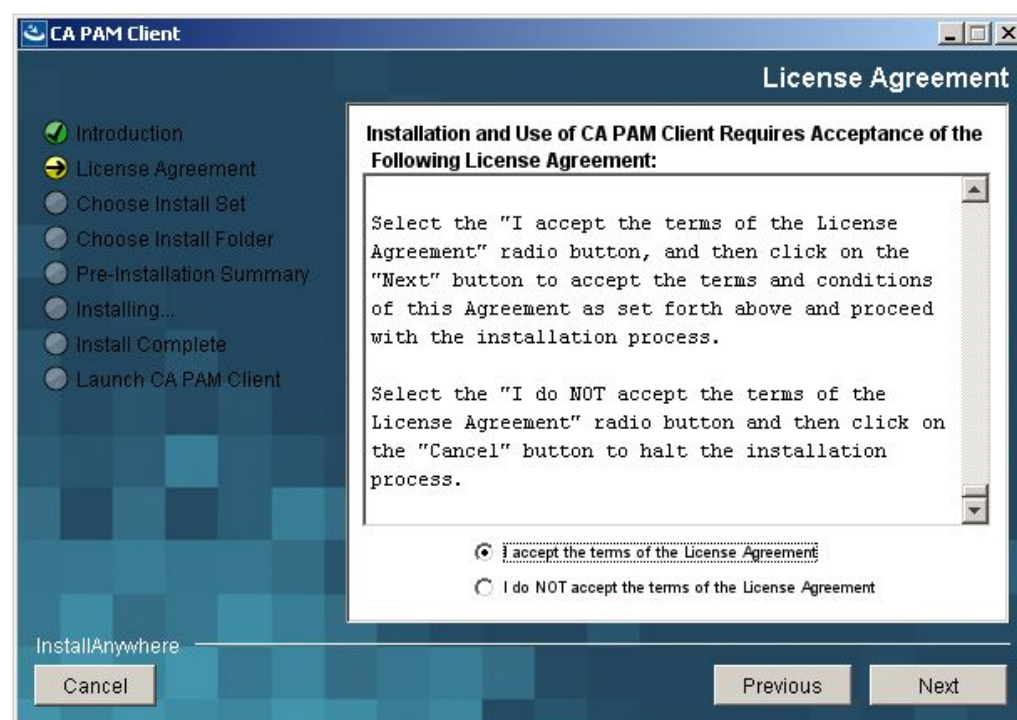 CA PAM Client
License Agreement
Introduction
License Agreement
Choose Install Set
Choose Install Folder
Pre-Installation Summary
Installing...
Install Complete
Launch CA PAM Client
Installation and Use of CA PAM Client Requires Acceptance of the
Following License Agreement:
Select the "I accept the terms of the License
Agreement" radio button, and then click on the
"Next" button to accept the terms and conditions
of this Agreement as set forth above and proceed
with the installation process.
Select the "I do NOT accept the terms of the
License Agreement" radio button and then click on
the "Cancel" button to halt the installation
process.
I accept the terms of the License Agreement
I do NOT accept the terms of the License Agreement
InstallAnywhere
Cancel
Previous
Next